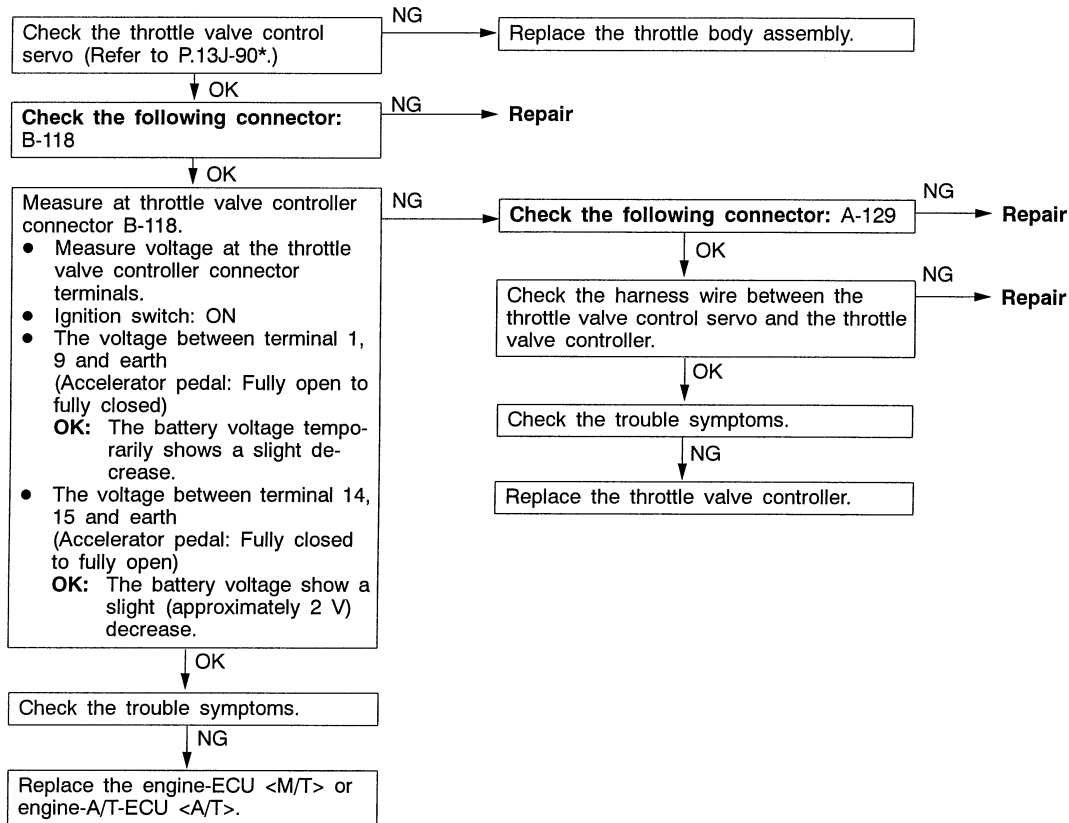 Check the throttle valve control
servo (Refer to P.13J-90*.)
NG
Replace the throttle body assembly.
OK
Check the following connector:
B-118
NG
Repair
OK
Measure at throttle valve controller
connector B-118.
● Measure voltage at the throttle
valve controller connector
terminals.
● Ignition switch: ON
● The voltage between terminal 1,
9 and earth
(Accelerator pedal: Fully open to
fully closed)
OK: The battery voltage tempo-
rarily shows a slight de-
crease.
● The voltage between terminal 14,
15 and earth
(Accelerator pedal: Fully closed
to fully open)
OK: The battery voltage show a
slight (approximately 2 V)
decrease.
NG
Check the following connector: A-129
NG
Repair
OK
Check the harness wire between the
throttle valve control servo and the throttle
valve controller.
NG
Repair
OK
Check the trouble symptoms.
NG
Replace the throttle valve controller.
OK
Check the trouble symptoms.
NG
Replace the engine-ECU <M/T> or
engine-A/T-ECU <A/T>.